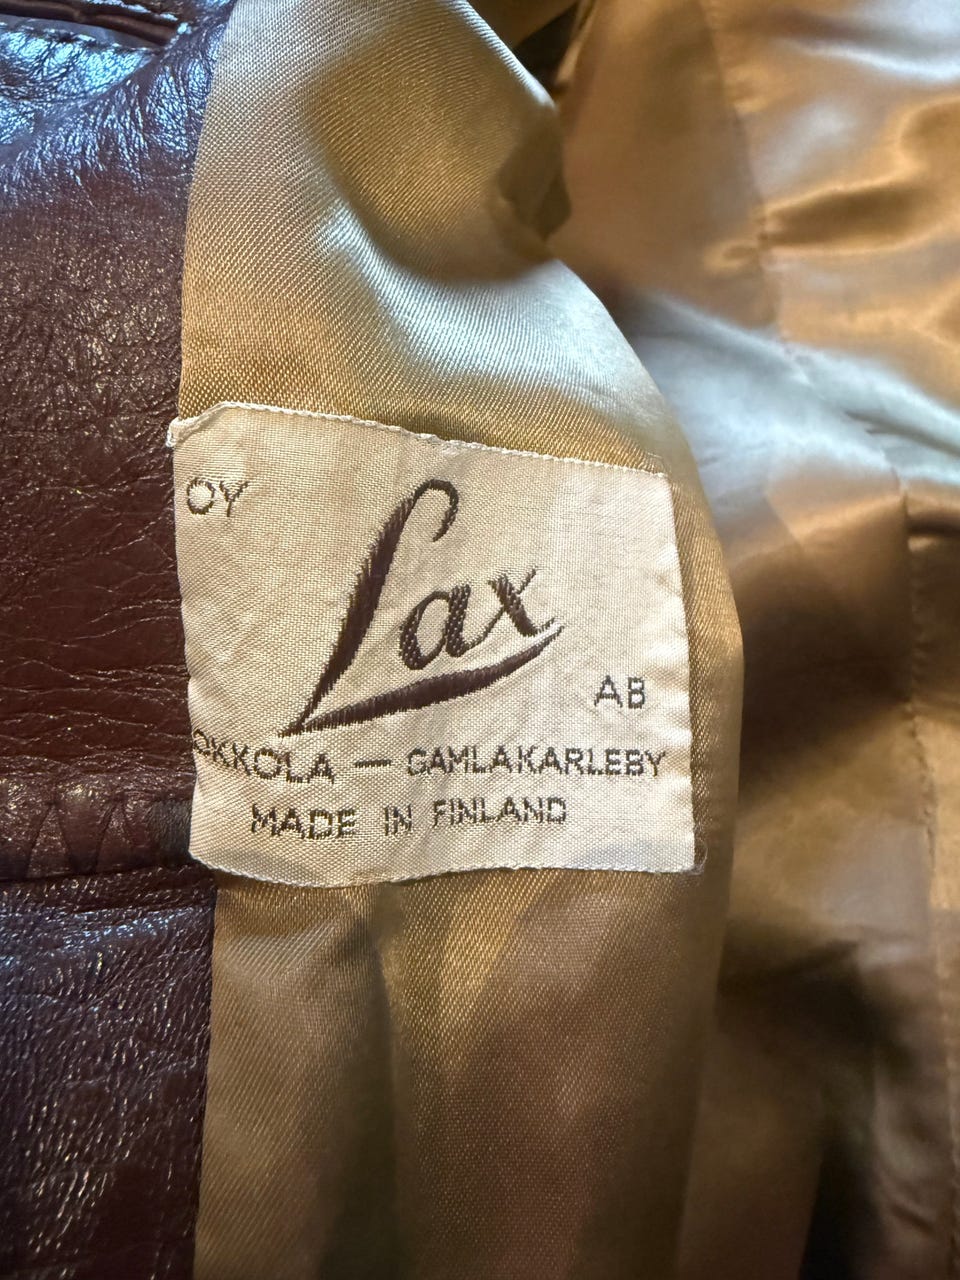 OY
Lax
AB
OKKOLA — GAMLAKARLEBY
MADE IN FINLAND